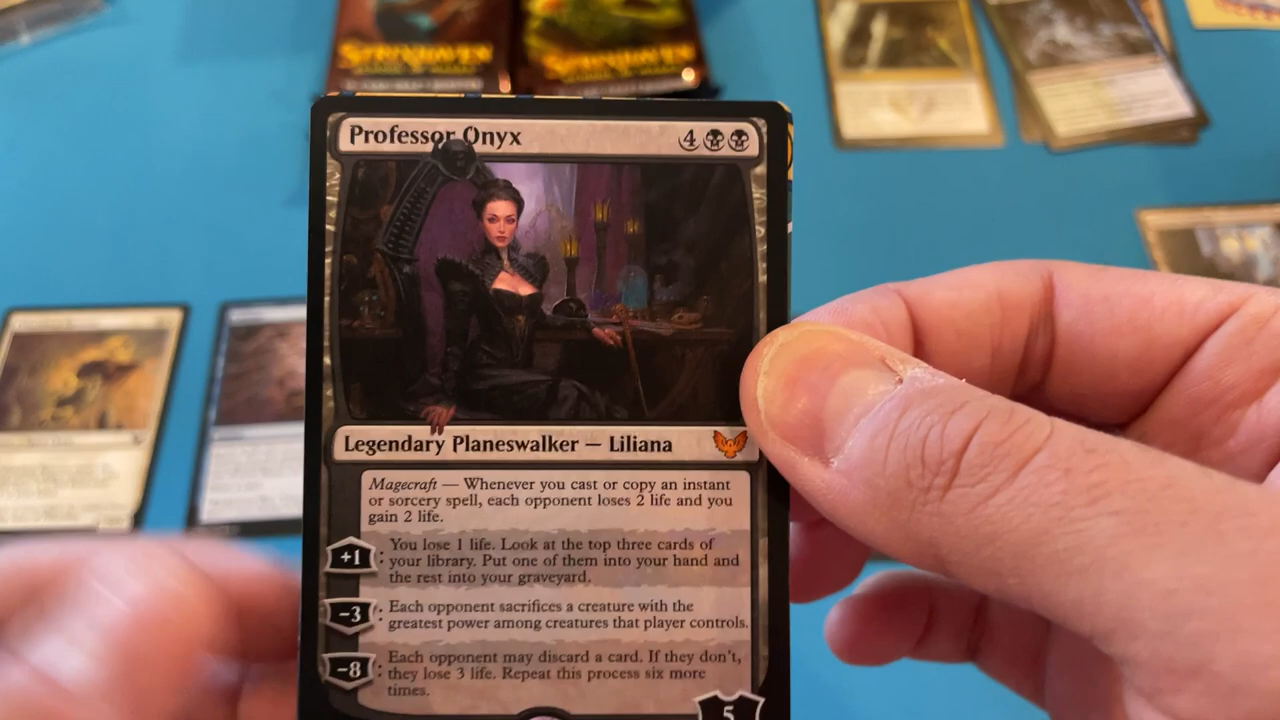 STRIXHAVEN
STRIXHAVEN
Professor Onyx 4
Legendary Planeswalker — Liliana
Magecraft — Whenever you cast or copy an instant
or sorcery spell, each opponent loses 2 life and you
gain 2 life.
+1: You lose 1 life. Look at the top three cards of
your library. Put one of them into your hand and
the rest into your graveyard.
−3: Each opponent sacrifices a creature with the
greatest power among creatures that player controls.
−8: Each opponent may discard a card. If they don't,
they lose 3 life. Repeat this process six more
times.
5